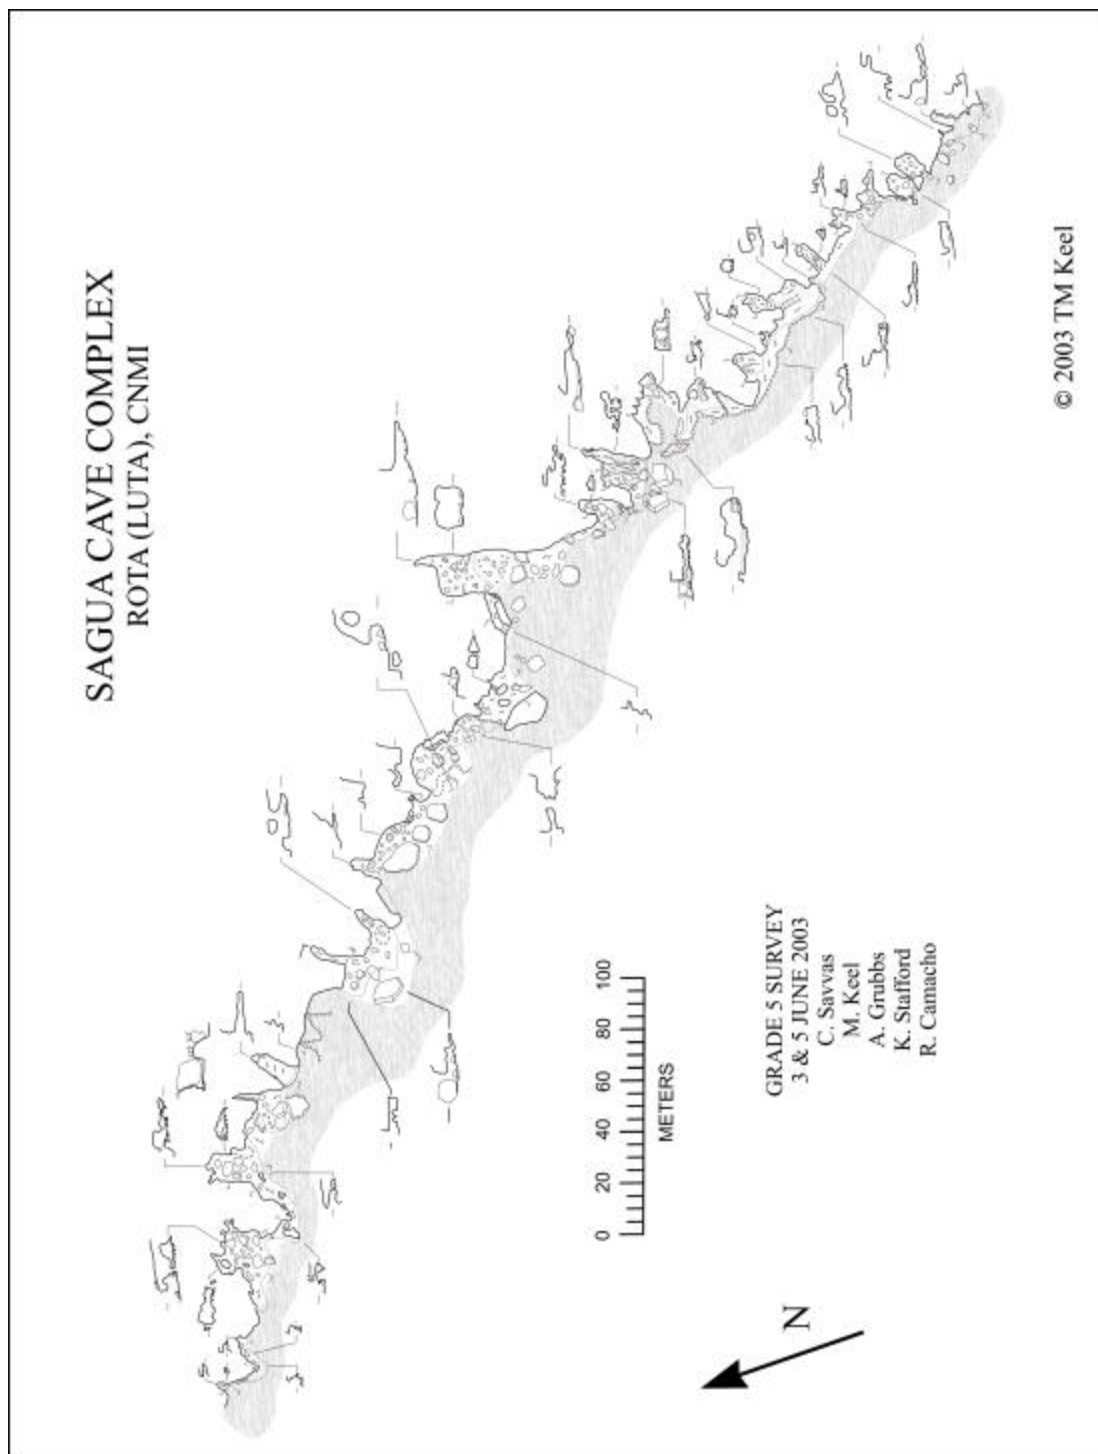 SAGUA CAVE COMPLEX
ROTA (LUTA), CNMI
0 20 40 60 80 100
METERS
GRADE 5 SURVEY
3 & 5 JUNE 2003
C. Savvas
M. Keel
A. Grubbs
K. Stafford
R. Camacho
N
© 2003 TM Keel